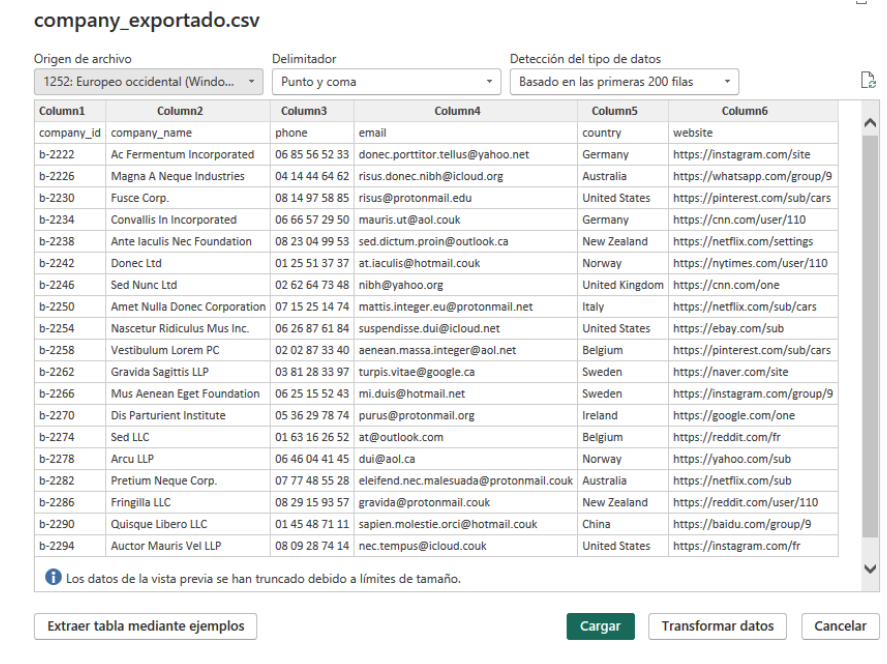 company_exportado.csv
Origen de archivo Delimitador Detección del tipo de datos
1252: Europeo occidental (Windo... Punto y coma Basado en las primeras 200 filas
Column1 Column2 Column3 Column4 Column5 Column6
company_id company_name phone email country website
b-2222 Ac Fermentum Incorporated 06 85 56 52 33 donec.porttitor.tellus@yahoo.net Germany https://instagram.com/site
b-2226 Magna A Neque Industries 04 14 44 64 62 risus.donec.nibh@icloud.org Australia https://whatsapp.com/group/9
b-2230 Fusce Corp. 08 14 97 58 85 risus@protonmail.edu United States https://pinterest.com/sub/cars
b-2234 Convallis In Incorporated 06 66 57 29 50 mauris.ut@aol.couk Germany https://cnn.com/user/110
b-2238 Ante Iaculis Nec Foundation 08 23 04 99 53 sed.dictum.proin@outlook.ca New Zealand https://netflix.com/settings
b-2242 Donec Ltd 01 25 51 37 37 at.iaculis@hotmail.couk Norway https://nytimes.com/user/110
b-2246 Sed Nunc Ltd 02 62 64 73 48 nibh@yahoo.org United Kingdom https://cnn.com/one
b-2250 Amet Nulla Donec Corporation 07 15 25 14 74 mattis.integer.eu@protonmail.net Italy https://netflix.com/sub/cars
b-2254 Nascetur Ridiculus Mus Inc. 06 26 87 61 84 suspendisse.dui@icloud.net United States https://ebay.com/sub
b-2258 Vestibulum Lorem PC 02 02 87 33 40 aenean.massa.integer@aol.net Belgium https://pinterest.com/sub/cars
b-2262 Gravida Sagittis LLP 03 81 28 33 97 turpis.vitae@google.ca Sweden https://naver.com/site
b-2266 Mus Aenean Eget Foundation 06 25 15 52 43 mi.duis@hotmail.net Sweden https://instagram.com/group/9
b-2270 Dis Parturient Institute 05 36 29 78 74 purus@protonmail.org Ireland https://google.com/one
b-2274 Sed LLC 01 63 16 26 52 at@outlook.com Belgium https://reddit.com/fr
b-2278 Arcu LLP 06 46 04 41 45 dui@aol.ca Norway https://yahoo.com/sub
b-2282 Pretium Neque Corp. 07 77 48 55 28 eleifend.nec.malesuada@protonmail.couk Australia https://netflix.com/sub
b-2286 Fringilla LLC 08 29 15 93 57 gravida@protonmail.couk New Zealand https://reddit.com/user/110
b-2290 Quisque Libero LLC 01 45 48 71 11 sapien.molestie.orci@hotmail.couk China https://baidu.com/group/9
b-2294 Auctor Mauris Vel LLP 08 09 28 74 14 nec.tempus@icloud.couk United States https://instagram.com/fr
Los datos de la vista previa se han truncado debido a límites de tamaño.
Extraer tabla mediante ejemplos Cargar Transformar datos Cancelar